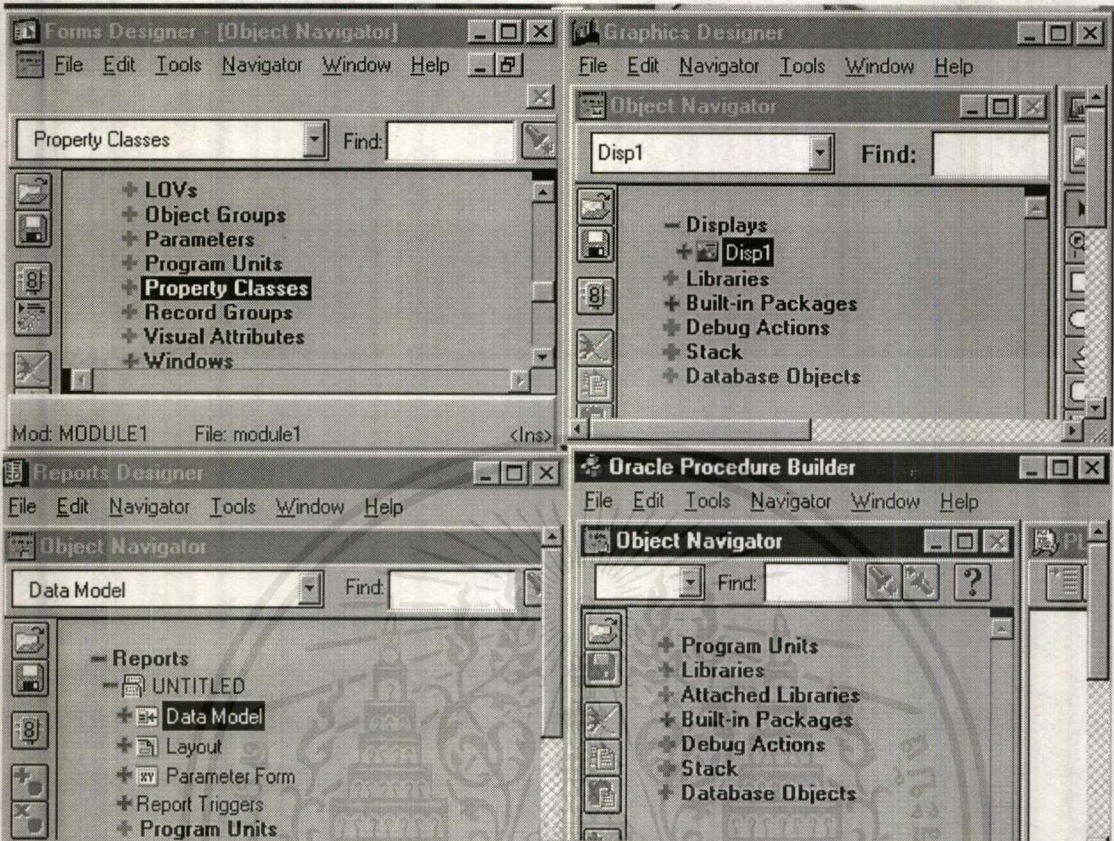 Forms Designer - [Object Navigator]
File Edit Tools Navigator Window Help
Property Classes Find:
LOVs
Object Groups
Parameters
Program Units
Property Classes
Record Groups
Visual Attributes
Windows
Mod: MODULE1 File: module1 <Ins>
Graphics Designer
File Edit Navigator Tools Window Help
Object Navigator
Disp1 Find:
Displays
Disp1
Libraries
Built-in Packages
Debug Actions
Stack
Database Objects
Reports Designer
File Edit Navigator Tools Window Help
Object Navigator
Data Model Find:
Reports
UNTITLED
Data Model
Layout
Parameter Form
Report Triggers
Program Units
Oracle Procedure Builder
File Edit Tools Navigator Window Help
Object Navigator
PL
Find: ?
Program Units
Libraries
Attached Libraries
Built-in Packages
Debug Actions
Stack
Database Objects